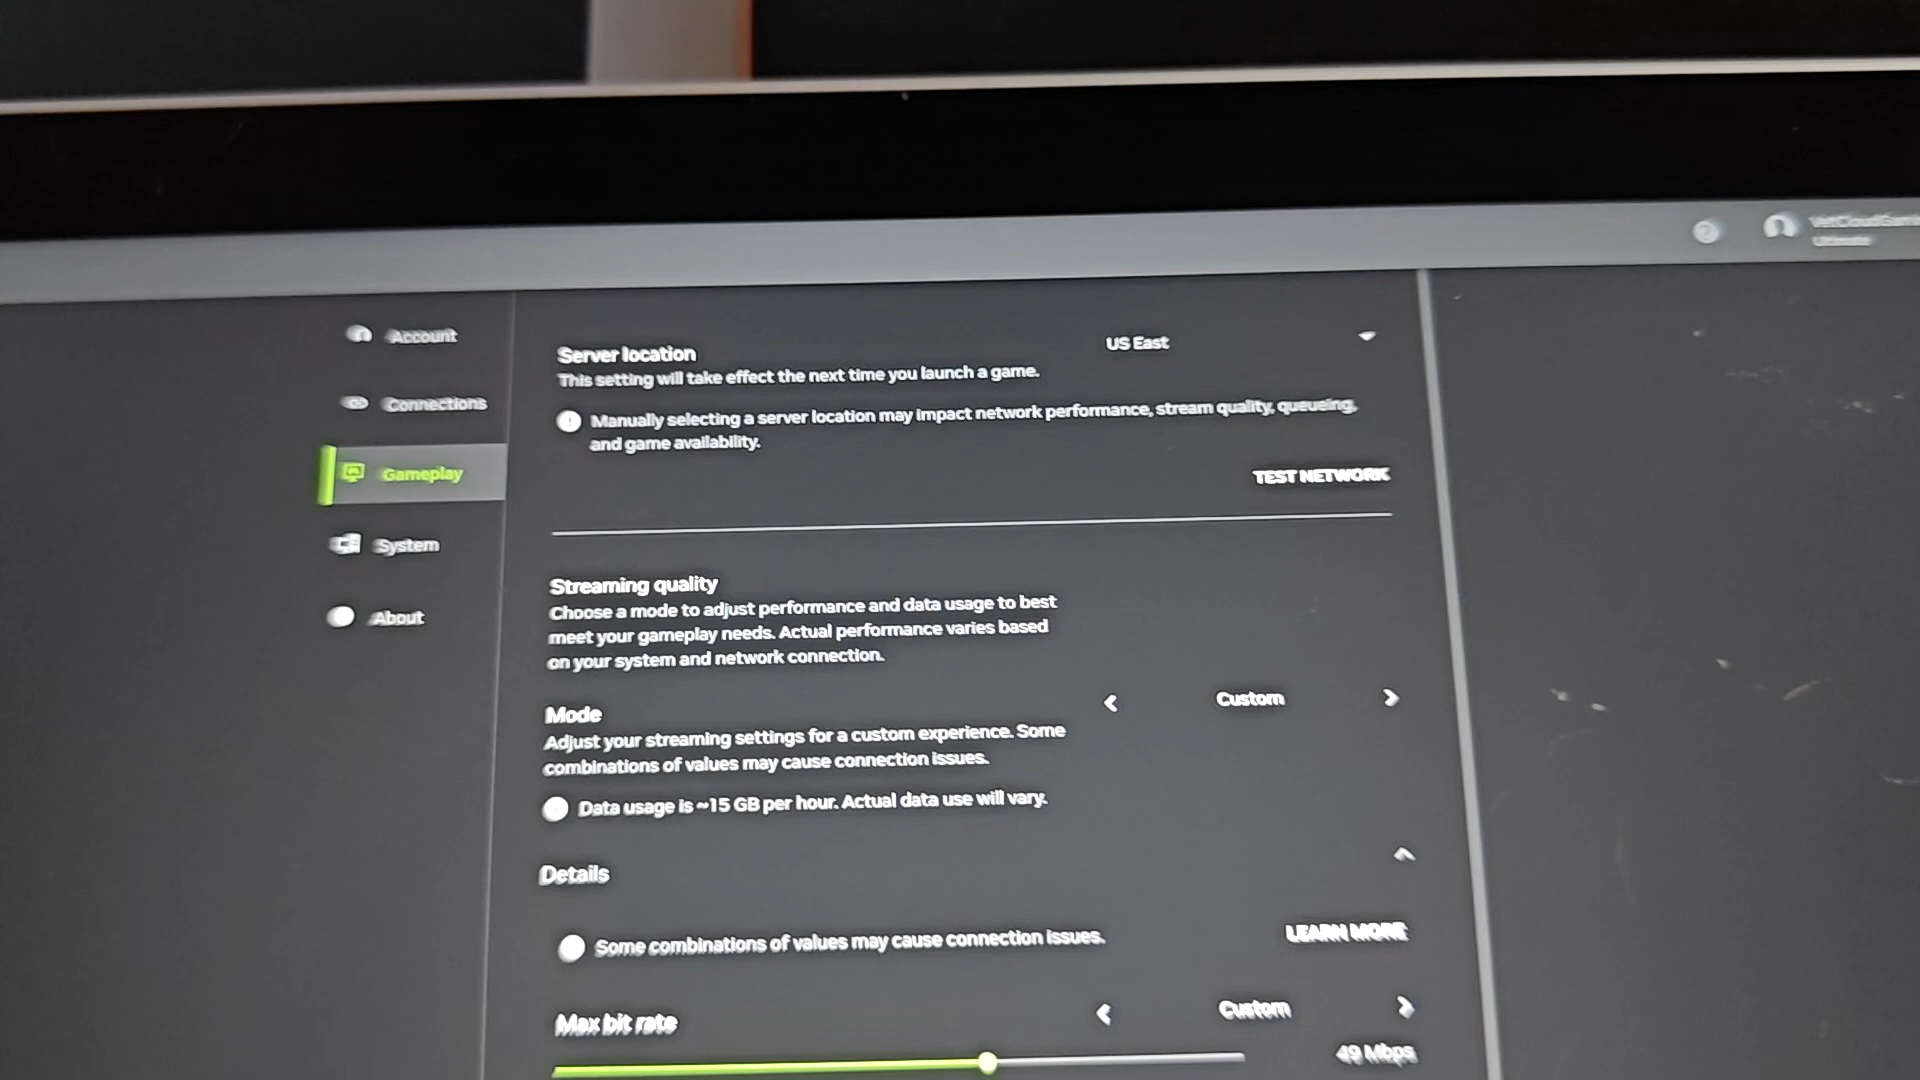 VetCloudGami
Ultimate
Account
Connections
Gameplay
System
About
Server location
US East
This setting will take effect the next time you launch a game.
Manually selecting a server location may impact network performance, stream quality, queueing,
and game availability.
TEST NETWORK
Streaming quality
Choose a mode to adjust performance and data usage to best
meet your gameplay needs. Actual performance varies based
on your system and network connection.
Mode
Custom
Adjust your streaming settings for a custom experience. Some
combinations of values may cause connection issues.
Data usage is ~15 GB per hour. Actual data use will vary.
Details
Some combinations of values may cause connection issues.
LEARN MORE
Max bit rate
Custom
49 Mbps